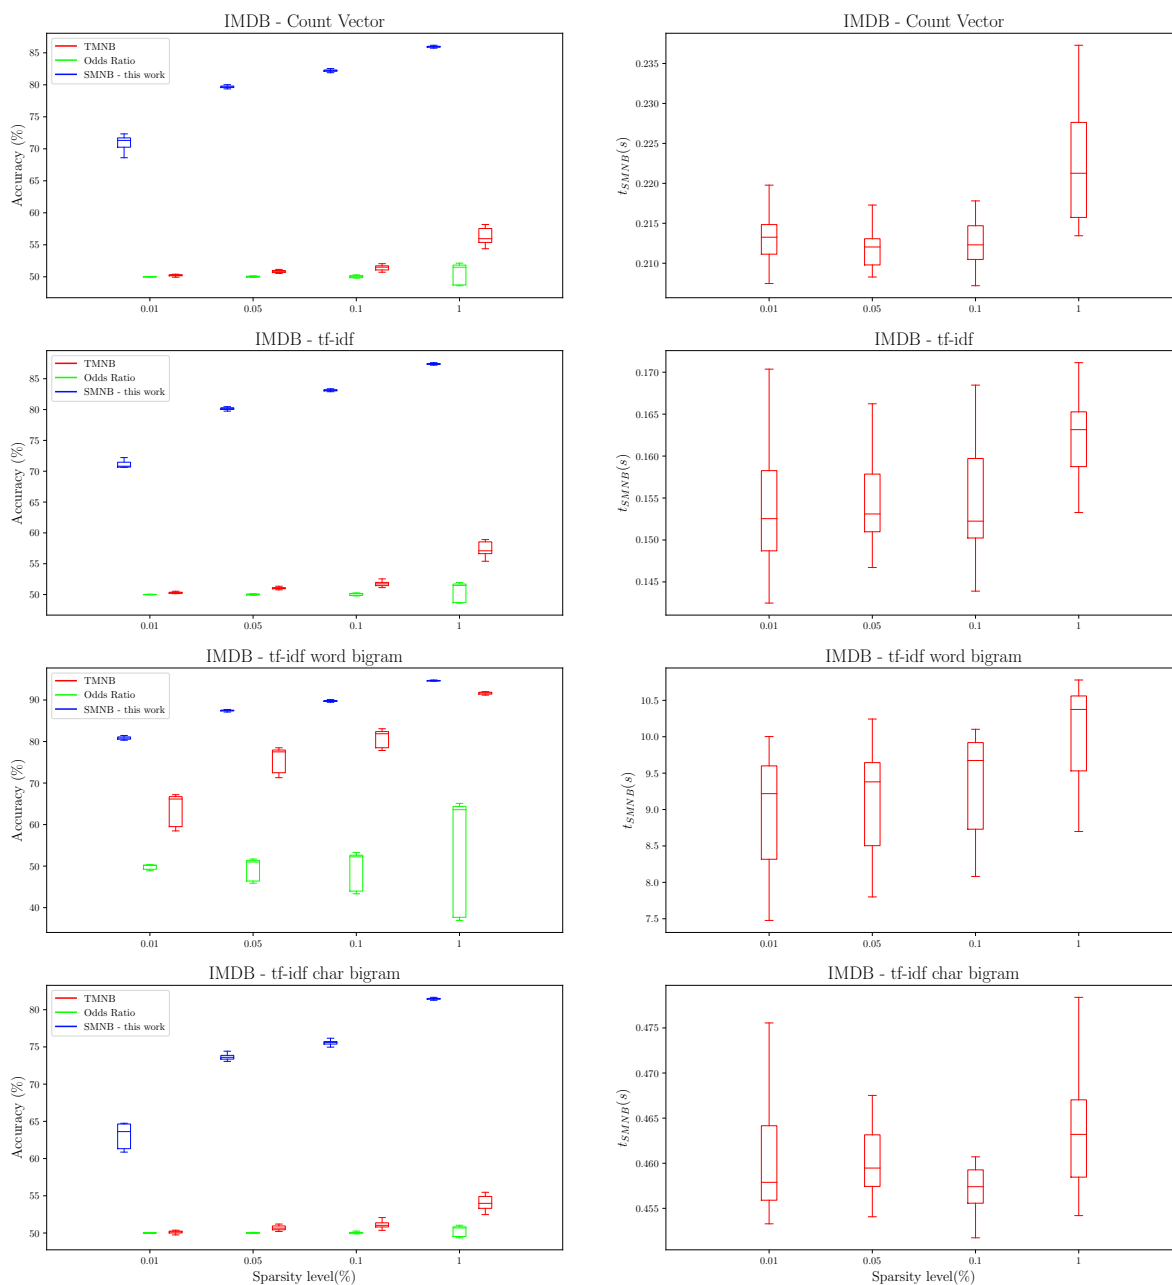 IMDB - Count Vector
Accuracy (%)
85
80
75
70
65
60
55
50
TMNB
Odds Ratio
SMNB - this work
0.01 0.05 0.1 1
IMDB - Count Vector
t_SMNB(s)
0.235
0.230
0.225
0.220
0.215
0.210
0.01 0.05 0.1 1
IMDB - tf-idf
Accuracy (%)
85
80
75
70
65
60
55
50
TMNB
Odds Ratio
SMNB - this work
0.01 0.05 0.1 1
IMDB - tf-idf
t_SMNB(s)
0.170
0.165
0.160
0.155
0.150
0.145
0.01 0.05 0.1 1
IMDB - tf-idf word bigram
Accuracy (%)
90
80
70
60
50
40
TMNB
Odds Ratio
SMNB - this work
0.01 0.05 0.1 1
IMDB - tf-idf word bigram
t_SMNB(s)
10.5
10.0
9.5
9.0
8.5
8.0
7.5
0.01 0.05 0.1 1
IMDB - tf-idf char bigram
Accuracy (%)
80
75
70
65
60
55
50
TMNB
Odds Ratio
SMNB - this work
0.01 0.05 0.1 1
Sparsity level(%)
IMDB - tf-idf char bigram
t_SMNB(s)
0.475
0.470
0.465
0.460
0.455
0.01 0.05 0.1 1
Sparsity level(%)